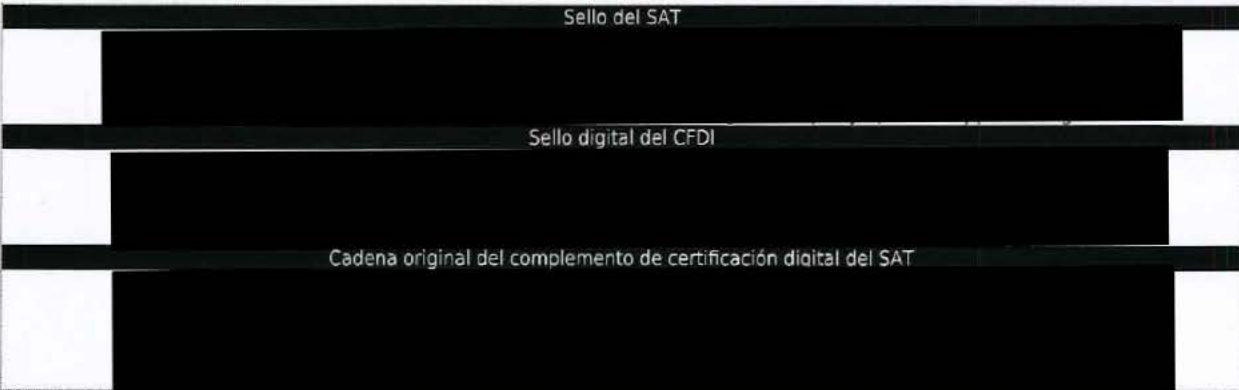 Sello del SAT
Sello digital del CFDI
Cadena original del complemento de certificación digital del SAT